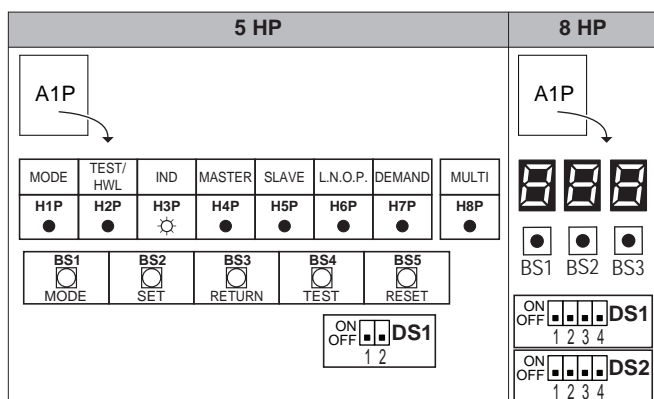 5 HP
8 HP
A1P
A1P
MODE TEST/HWL IND MASTER SLAVE L.N.O.P. DEMAND MULTI
H1P H2P H3P H4P H5P H6P H7P H8P
BS1 BS2 BS3 BS4 BS5
MODE SET RETURN TEST RESET
ON
OFF
DS1
1 2
888
BS1 BS2 BS3
ON
OFF
DS1
1 2 3 4
ON
OFF
DS2
1 2 3 4